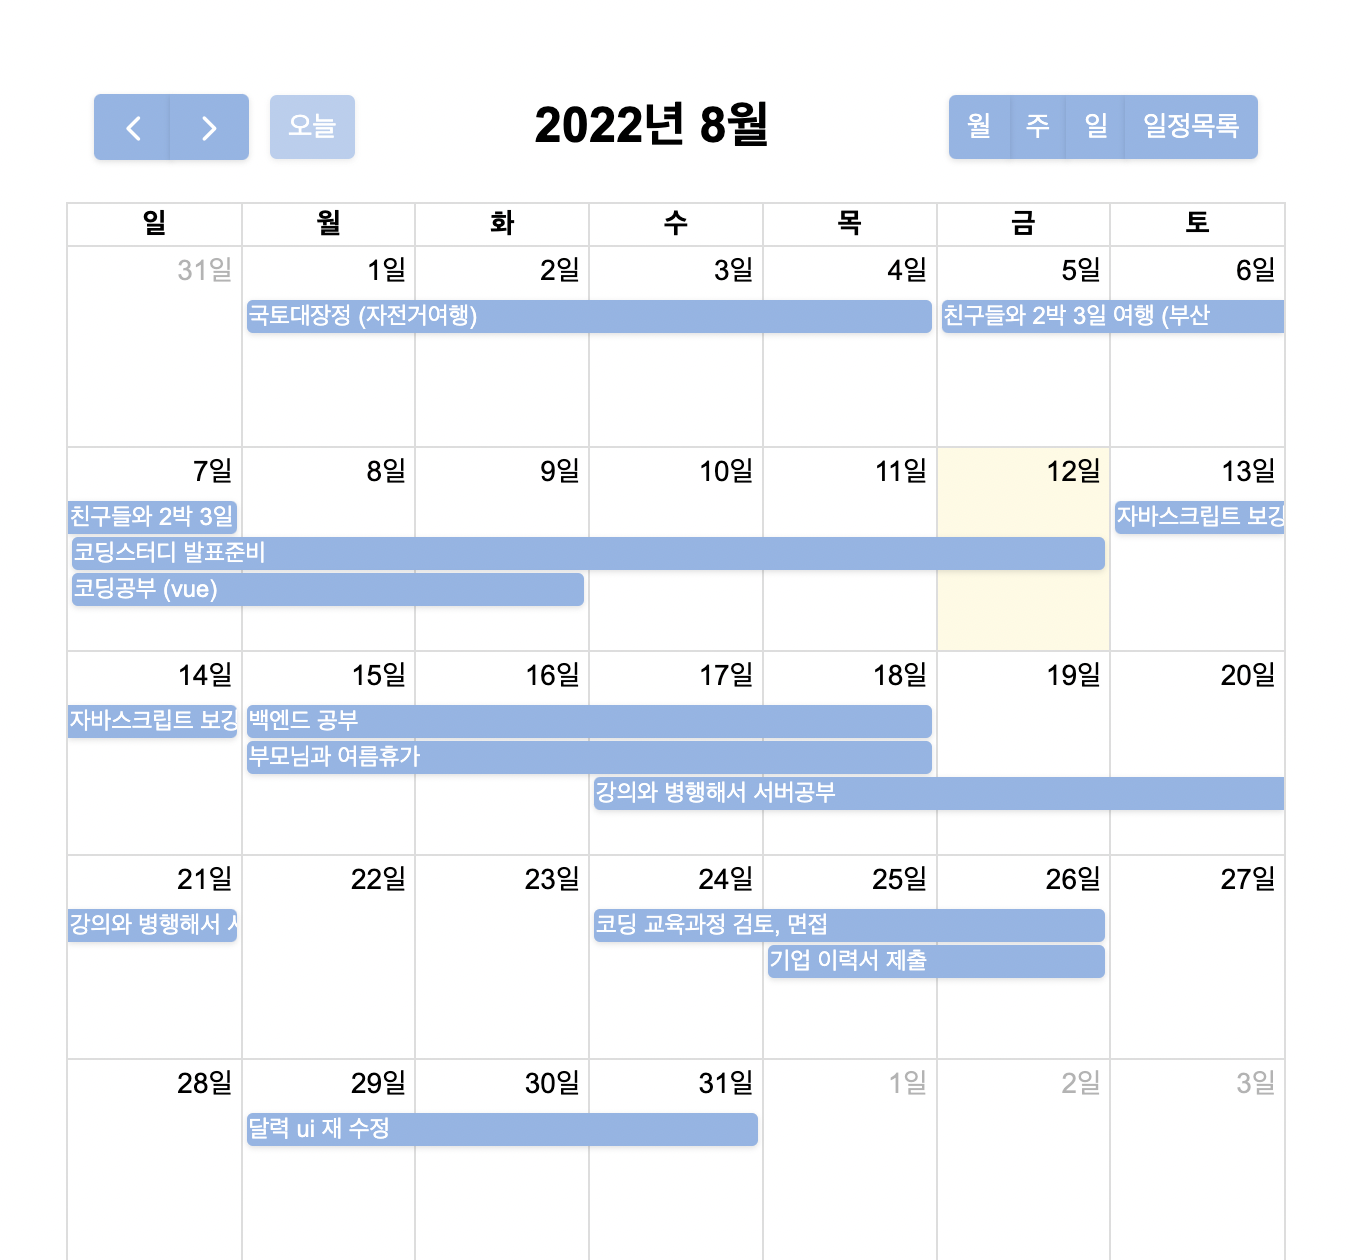 오늘
2022년 8월
월 주 일 일정목록
일 월 화 수 목 금 토
31일 1일 2일 3일 4일 5일 6일
국토대장정 (자전거여행) 친구들와 2박 3일 여행 (부산
7일 8일 9일 10일 11일 12일 13일
친구들와 2박 3일 자바스크립트 보강
코딩스터디 발표준비
코딩공부 (vue)
14일 15일 16일 17일 18일 19일 20일
자바스크립트 보강 백엔드 공부
부모님과 여름휴가
강의와 병행해서 서버공부
21일 22일 23일 24일 25일 26일 27일
강의와 병행해서 코딩 교육과정 검토, 면접
기업 이력서 제출
28일 29일 30일 31일 1일 2일 3일
달력 ui 재 수정